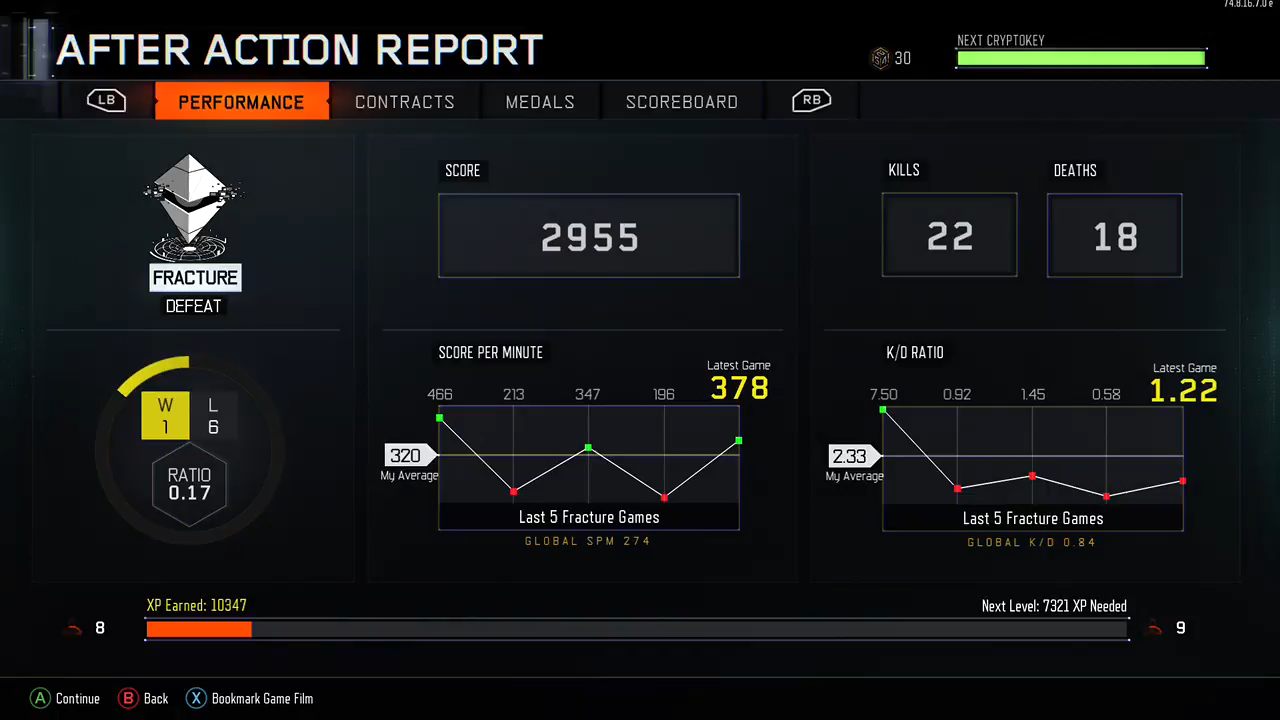 74.8.16.7.0 e
AFTER ACTION REPORT
30
NEXT CRYPTOKEY
LB
PERFORMANCE
CONTRACTS
MEDALS
SCOREBOARD
RB
FRACTURE
DEFEAT
SCORE
2955
KILLS
DEATHS
22
18
W
1
L
6
RATIO
0.17
SCORE PER MINUTE
Latest Game
378
466 213 347 196
320
My Average
Last 5 Fracture Games
GLOBAL SPM 274
K/D RATIO
Latest Game
1.22
7.50 0.92 1.45 0.58
2.33
My Average
Last 5 Fracture Games
GLOBAL K/D 0.84
XP Earned: 10347
Next Level: 7321 XP Needed
8
9
A Continue
B Back
X Bookmark Game Film